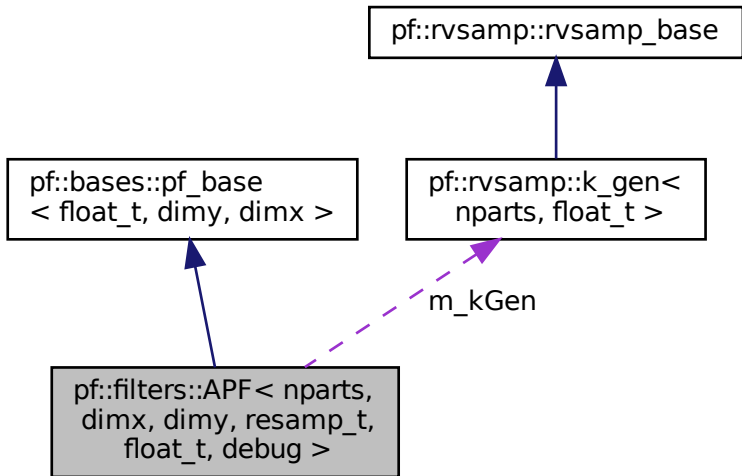 pf::rvsamp::rvsamp_base
pf::bases::pf_base
< float_t, dimy, dimx >
pf::rvsamp::k_gen<
nparts, float_t >
m_kGen
pf::filters::APF< nparts,
dimx, dimy, resamp_t,
float_t, debug >